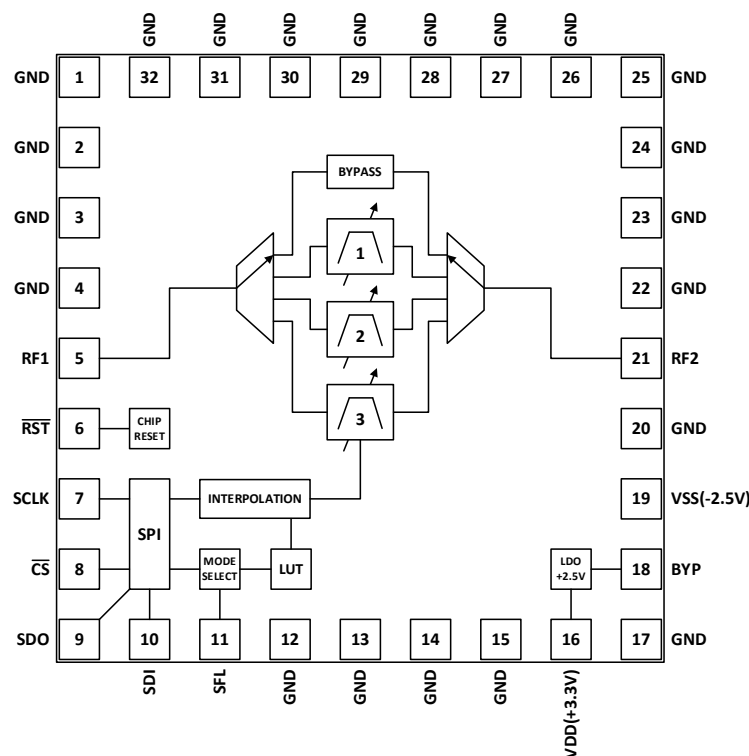 GND GND GND GND GND GND GND
GND 1 32 31 30 29 28 27 26 25 GND
GND 2 24 GND
BYPASS
GND 3 23 GND
1
GND 4 22 GND
2
RF1 5 21 RF2
3
RST 6 CHIP RESET 20 GND
SCLK 7 SPI INTERPOLATION 19 VSS(-2.5V)
CS 8 MODE SELECT LUT LDO +2.5V 18 BYP
SDO 9 10 11 12 13 14 15 16 17 GND
SDI SFL GND GND GND GND VDD(+3.3V)